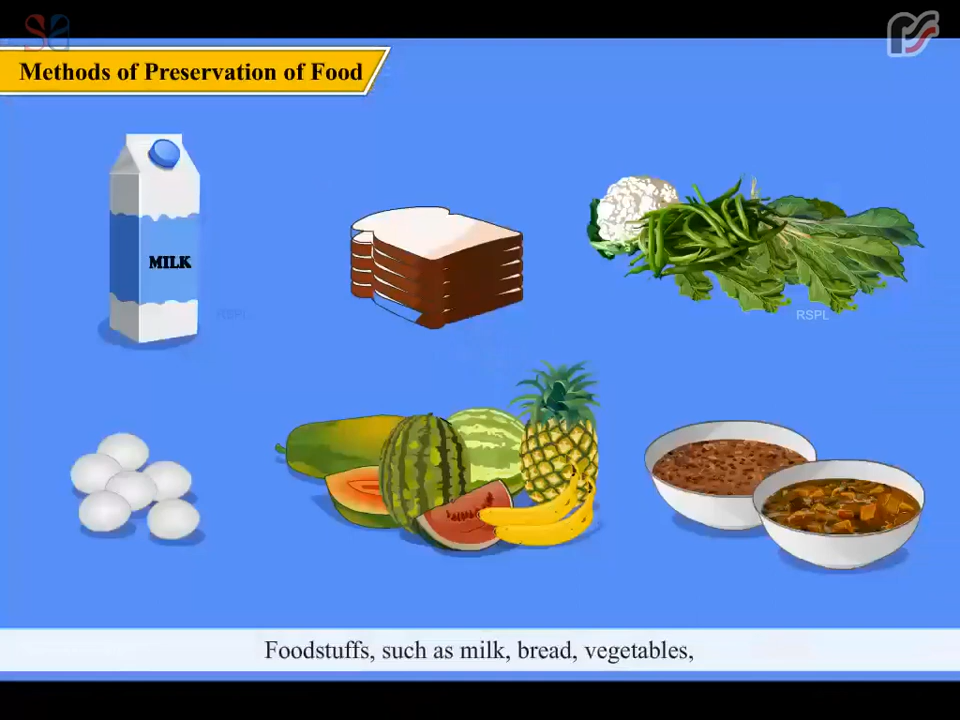 Methods of Preservation of Food
MILK
RSPL
RSPL
Foodstuffs, such as milk, bread, vegetables,